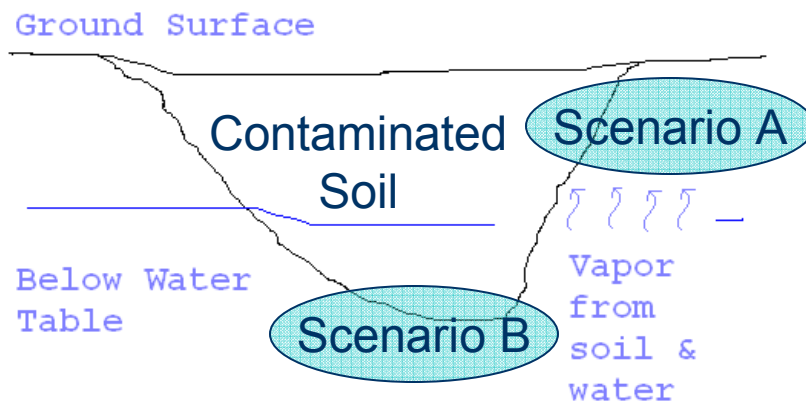 Ground Surface
Contaminated
Soil
Scenario A
Below Water
Table
Scenario B
Vapor
from
soil &
water